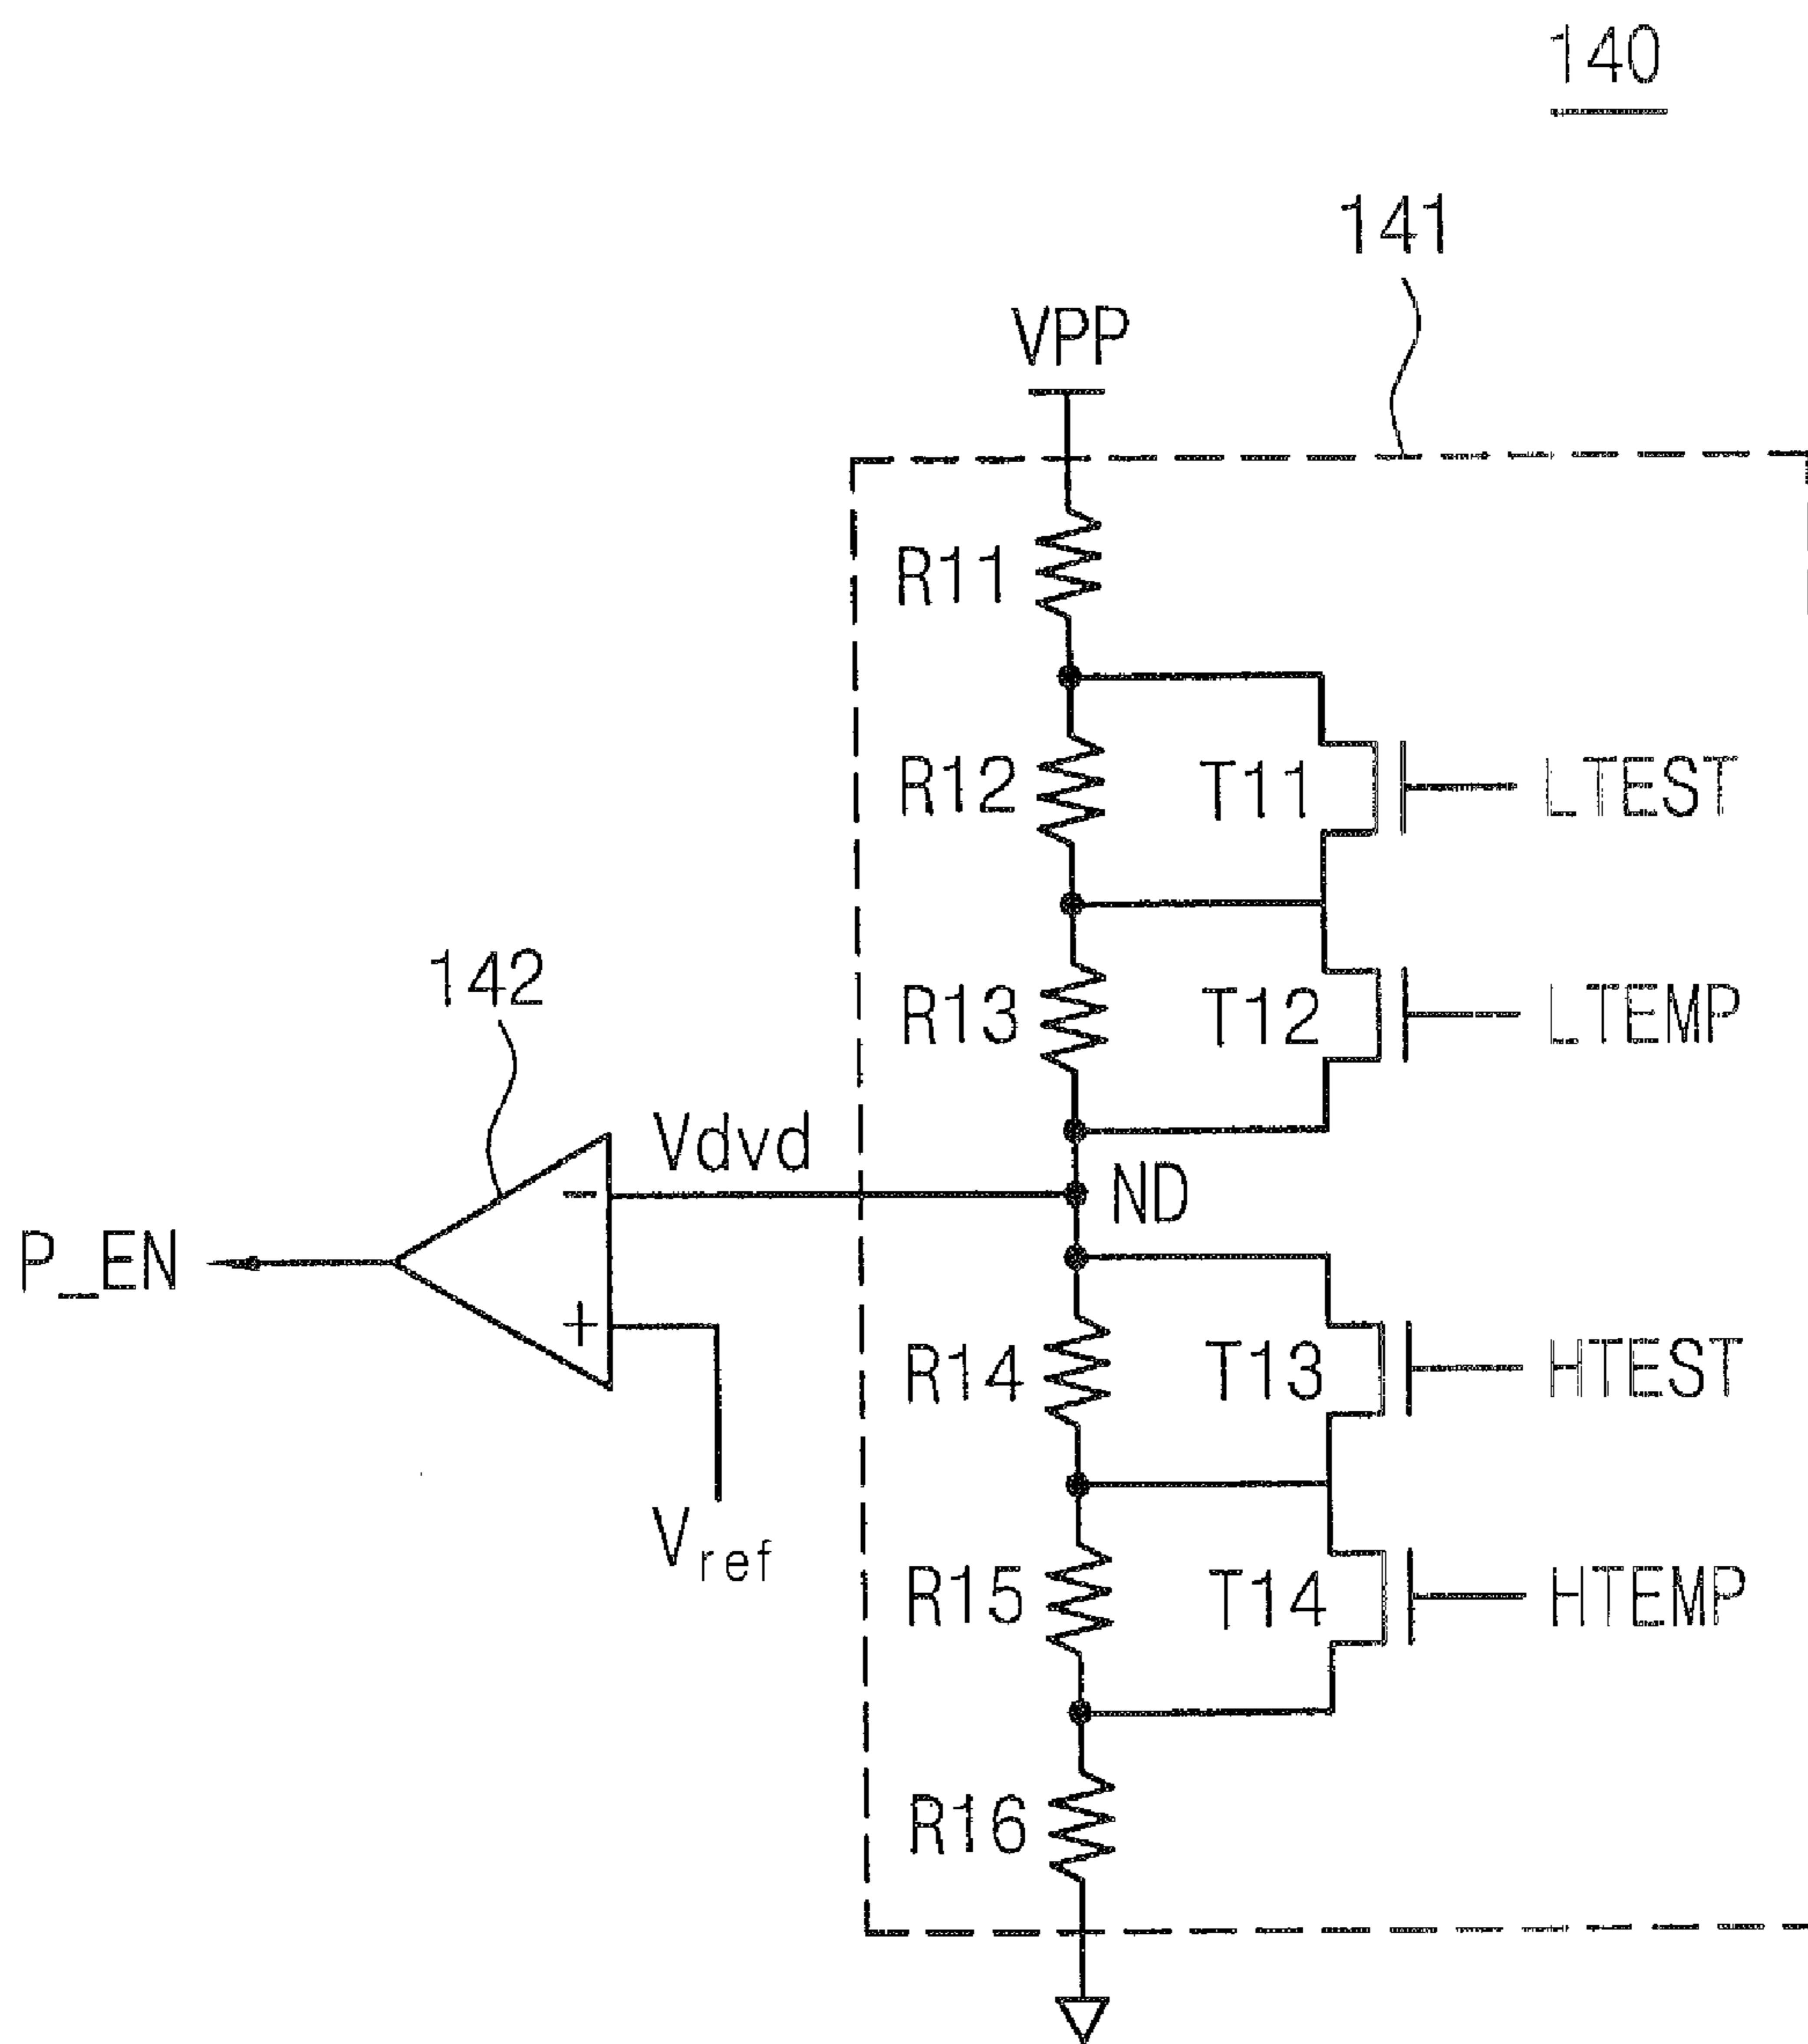 140
141
VPP
R11
R12
T11
LTEST
142
R13
T12
LTEMP
Vdvd
ND
P_EN
-
+
R14
T13
HTEST
Vref
R15
T14
HTEMP
R16